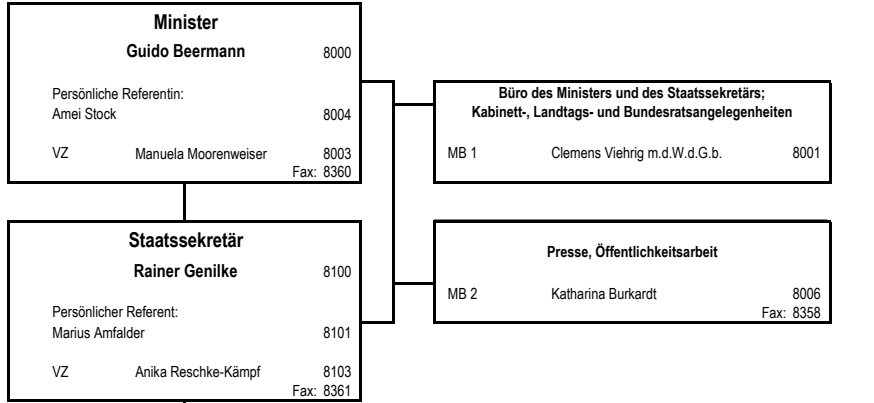 Minister
Guido Beermann 8000
Persönliche Referentin:
Amei Stock 8004
VZ Manuela Moorenweiser 8003
Fax: 8360
Büro des Ministers und des Staatssekretärs;
Kabinett-, Landtags- und Bundesratsangelegenheiten
MB 1 Clemens Viehrig m.d.W.d.G.b. 8001
Staatssekretär
Rainer Genilke 8100
Persönlicher Referent:
Marius Amfalder 8101
VZ Anika Reschke-Kämpf 8103
Fax: 8361
Presse, Öffentlichkeitsarbeit
MB 2 Katharina Burkardt 8006
Fax: 8358